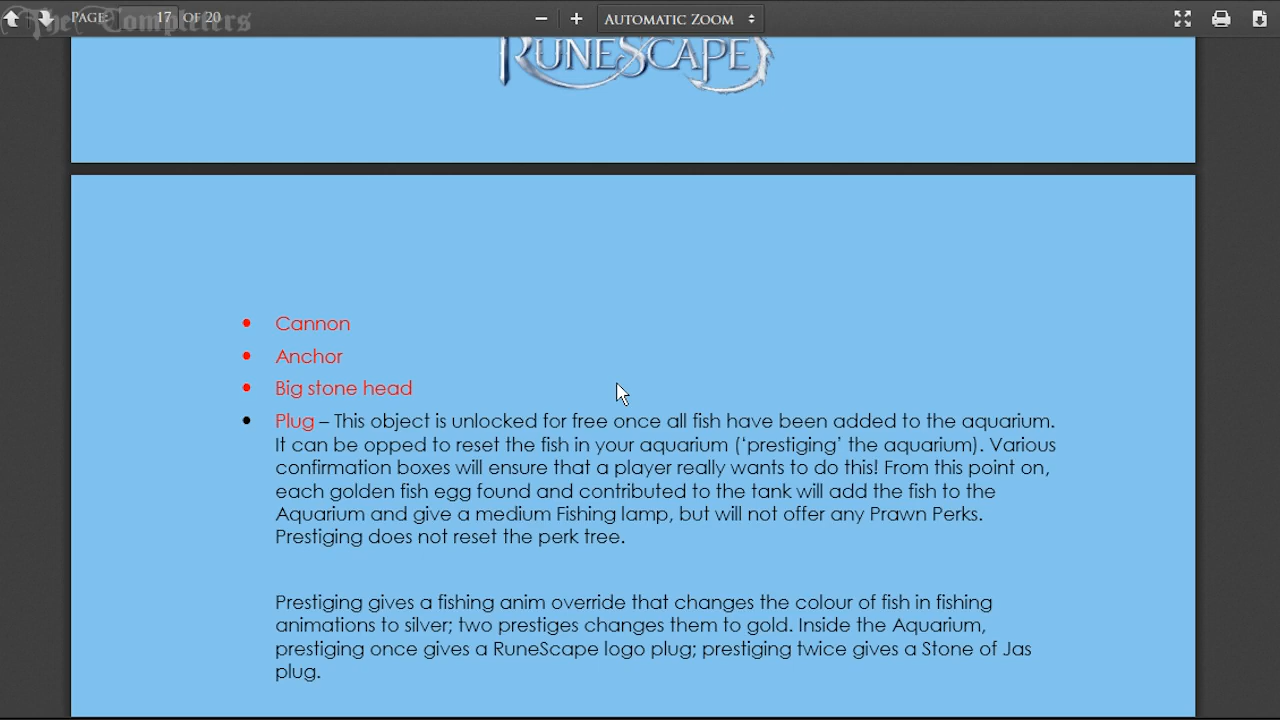 The Completers
PAGE: 17 OF 20
AUTOMATIC ZOOM
RUNESCAPE
• Cannon
• Anchor
• Big stone head
• Plug – This object is unlocked for free once all fish have been added to the aquarium.
It can be opped to reset the fish in your aquarium (‘prestiging’ the aquarium). Various
confirmation boxes will ensure that a player really wants to do this! From this point on,
each golden fish egg found and contributed to the tank will add the fish to the
Aquarium and give a medium Fishing lamp, but will not offer any Prawn Perks.
Prestiging does not reset the perk tree.
Prestiging gives a fishing anim override that changes the colour of fish in fishing
animations to silver; two prestiges changes them to gold. Inside the Aquarium,
prestiging once gives a RuneScape logo plug; prestiging twice gives a Stone of Jas
plug.